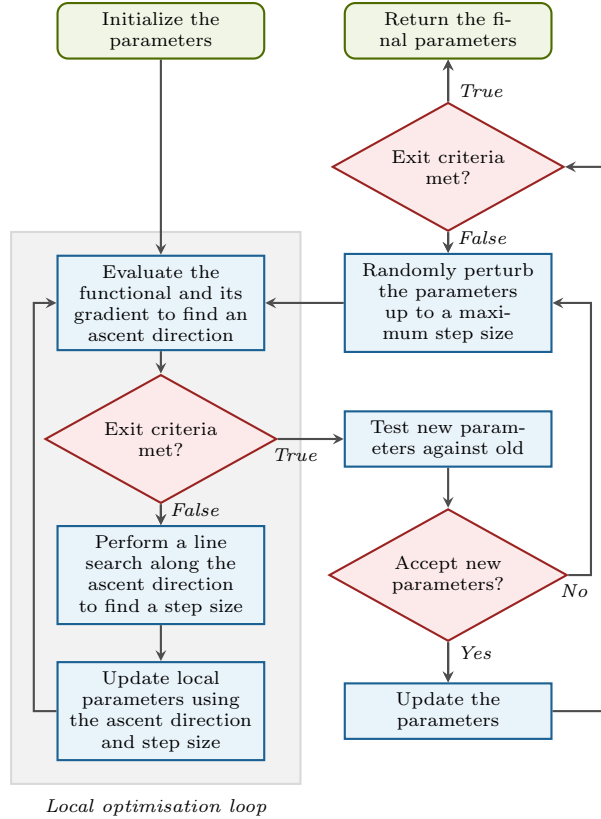 Initialize the
parameters
Return the fi-
nal parameters
True
Exit criteria
met?
False
Evaluate the
functional and its
gradient to find an
ascent direction
Randomly perturb
the parameters
up to a maxi-
mum step size
Exit criteria
met?
True
False
Test new param-
eters against old
Perform a line
search along the
ascent direction
to find a step size
Accept new
parameters?
No
Yes
Update local
parameters using
the ascent direction
and step size
Update the
parameters
Local optimisation loop